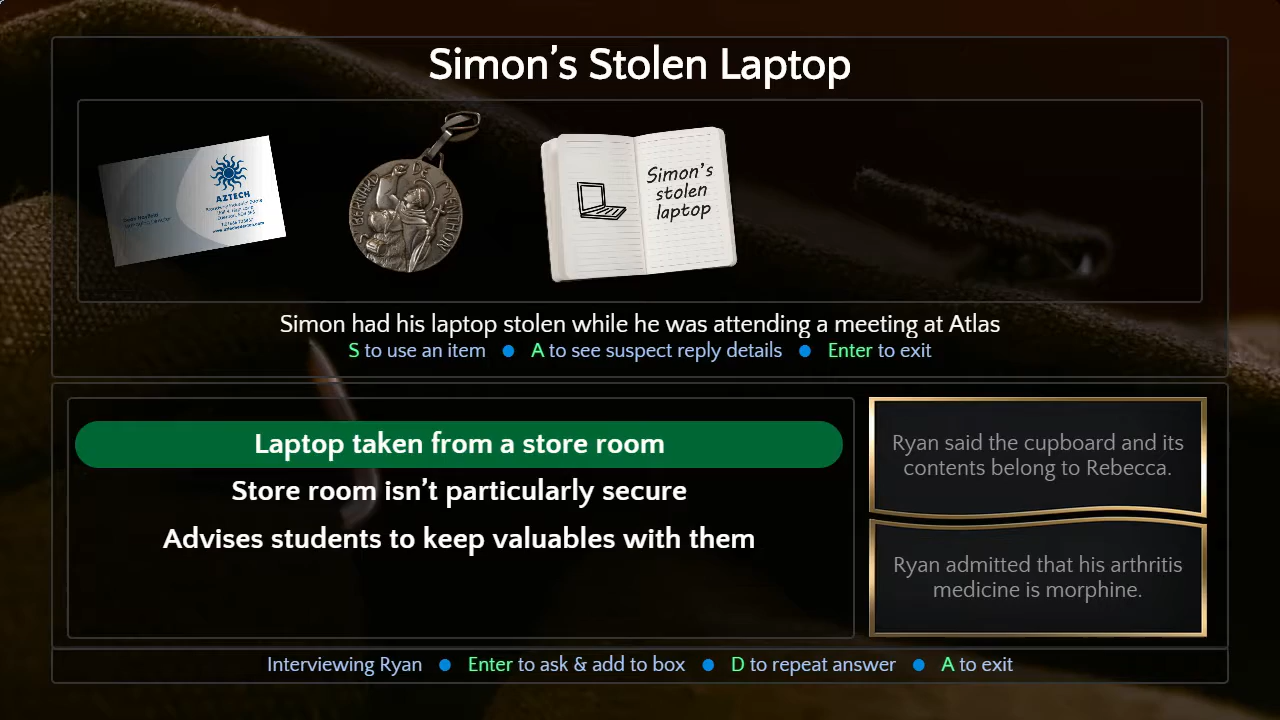 Simon’s Stolen Laptop
AZTECH
S BERNARD DE MENTHON
Simon’s
stolen
laptop
Simon had his laptop stolen while he was attending a meeting at Atlas
S to use an item ● A to see suspect reply details ● Enter to exit
Laptop taken from a store room
Store room isn’t particularly secure
Advises students to keep valuables with them
Ryan said the cupboard and its
contents belong to Rebecca.
Ryan admitted that his arthritis
medicine is morphine.
Interviewing Ryan ● Enter to ask & add to box ● D to repeat answer ● A to exit